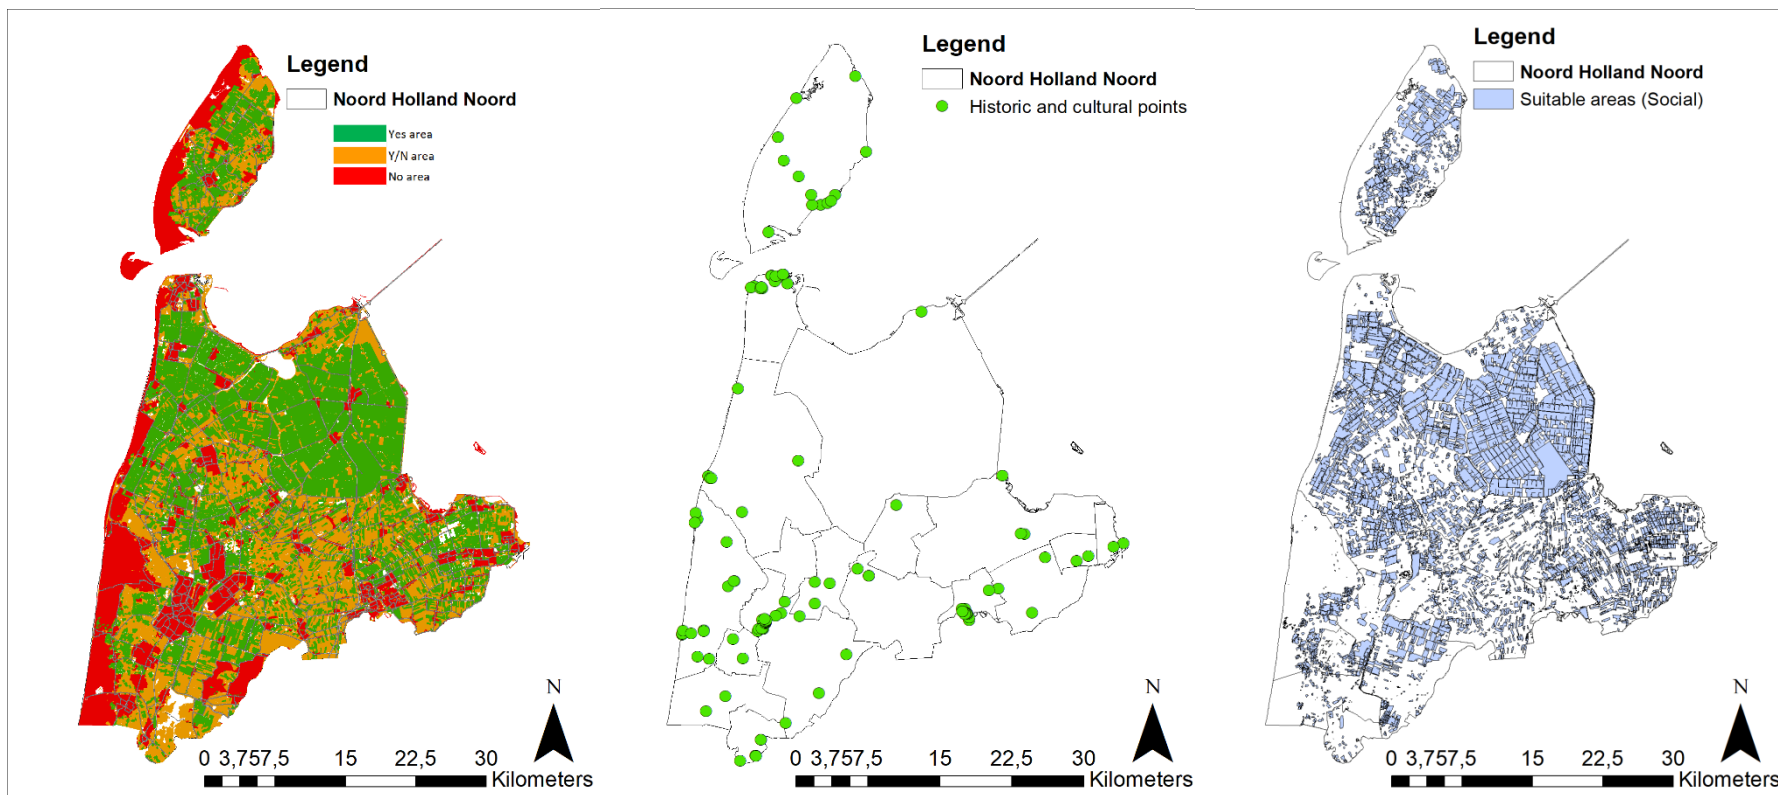 Legend
Noord Holland Noord
Yes area
Y/N area
No area
N
0 3,757,5 15 22,5 30
Kilometers
Legend
Noord Holland Noord
Historic and cultural points
N
0 3,757,5 15 22,5 30
Kilometers
Legend
Noord Holland Noord
Suitable areas (Social)
N
0 3,757,5 15 22,5 30
Kilometers